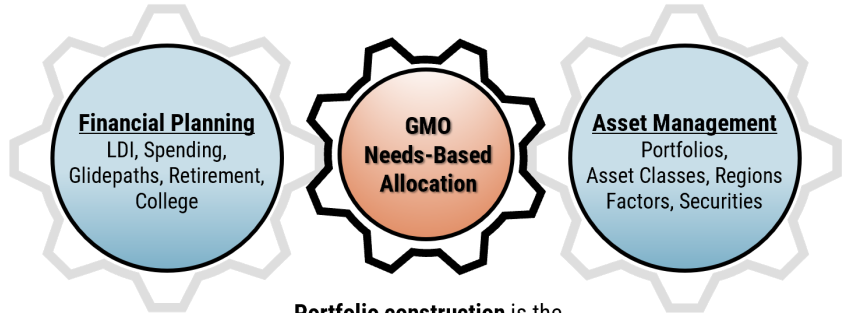 Financial Planning
LDI, Spending,
Glidepaths, Retirement,
College
GMO
Needs-Based
Allocation
Asset Management
Portfolios,
Asset Classes, Regions
Factors, Securities
Portfolio construction is the